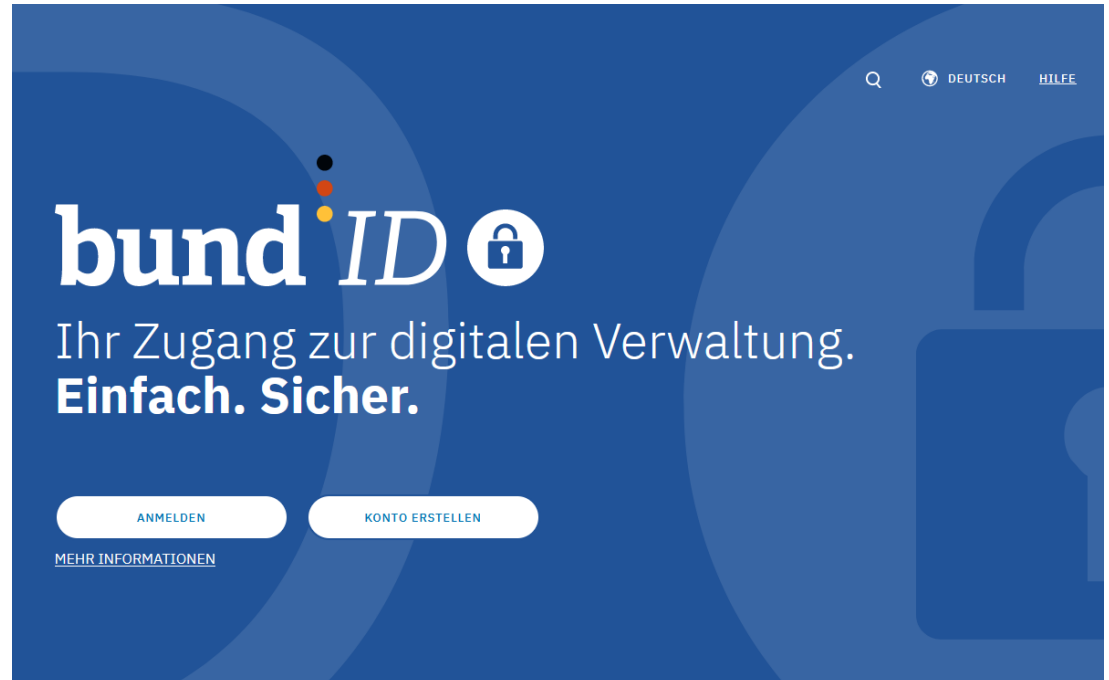 DEUTSCH HILFE
bund ID
Ihr Zugang zur digitalen Verwaltung.
Einfach. Sicher.
ANMELDEN KONTO ERSTELLEN
MEHR INFORMATIONEN